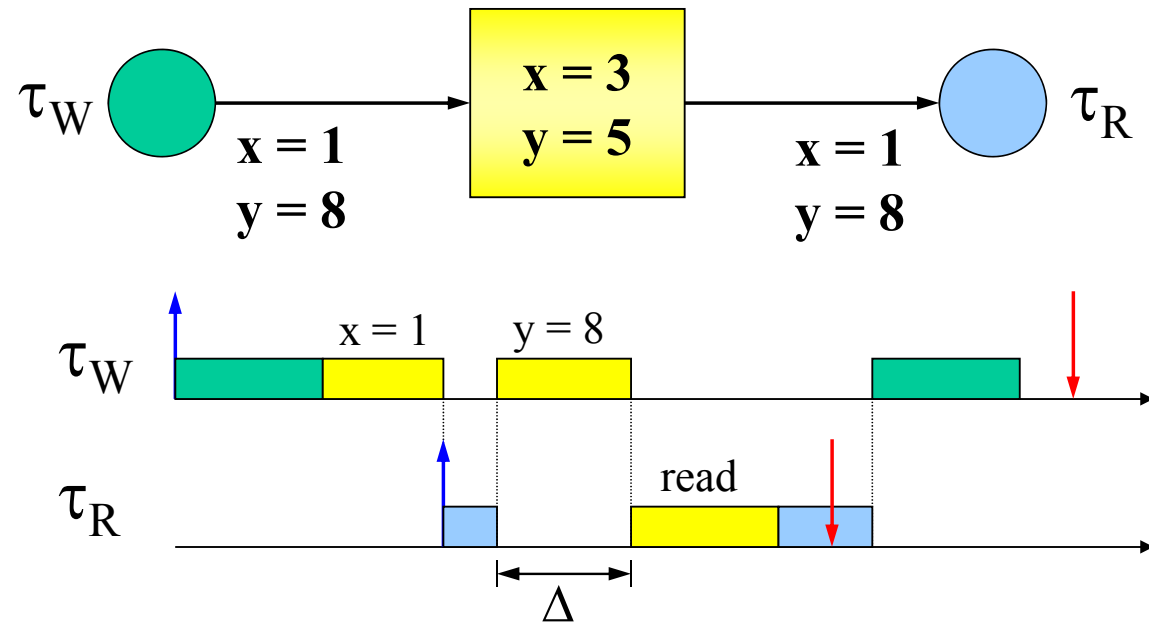 τW
x = 1
y = 8
x = 3
y = 5
x = 1
y = 8
τR
τW
x = 1
y = 8
τR
read
Δ